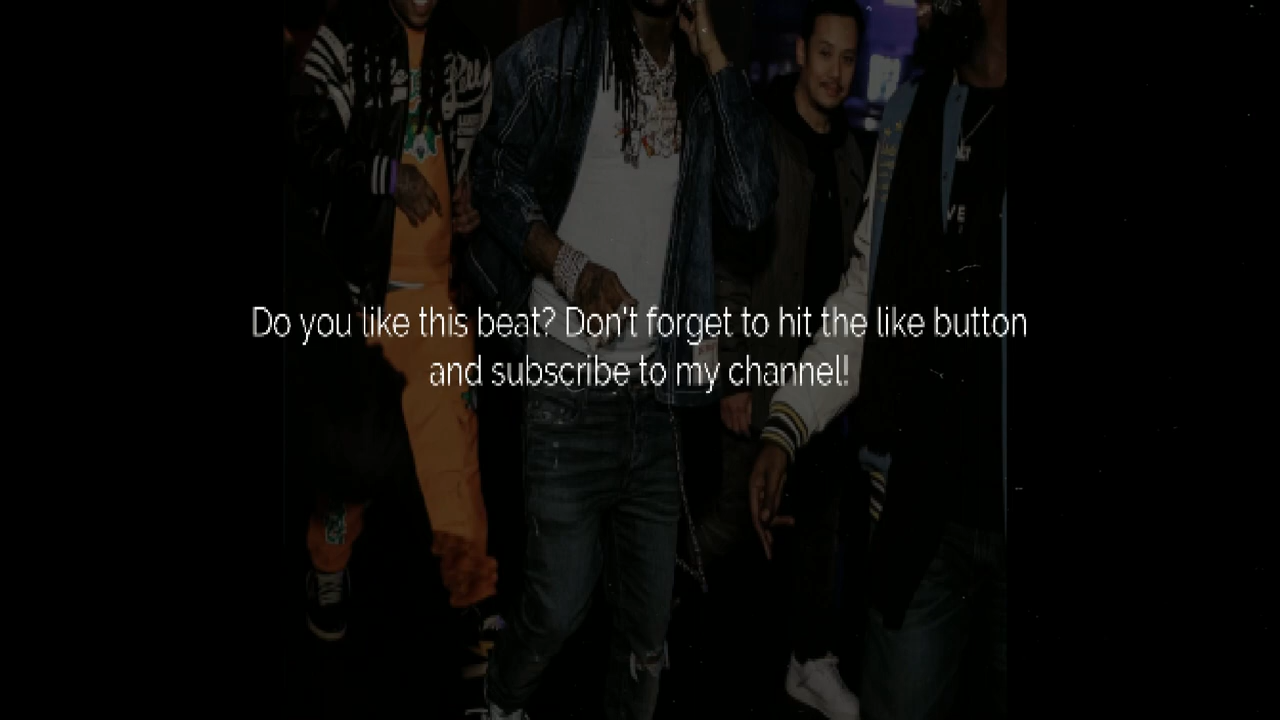 Do you like this beat? Don't forget to hit the like button
and subscribe to my channel!